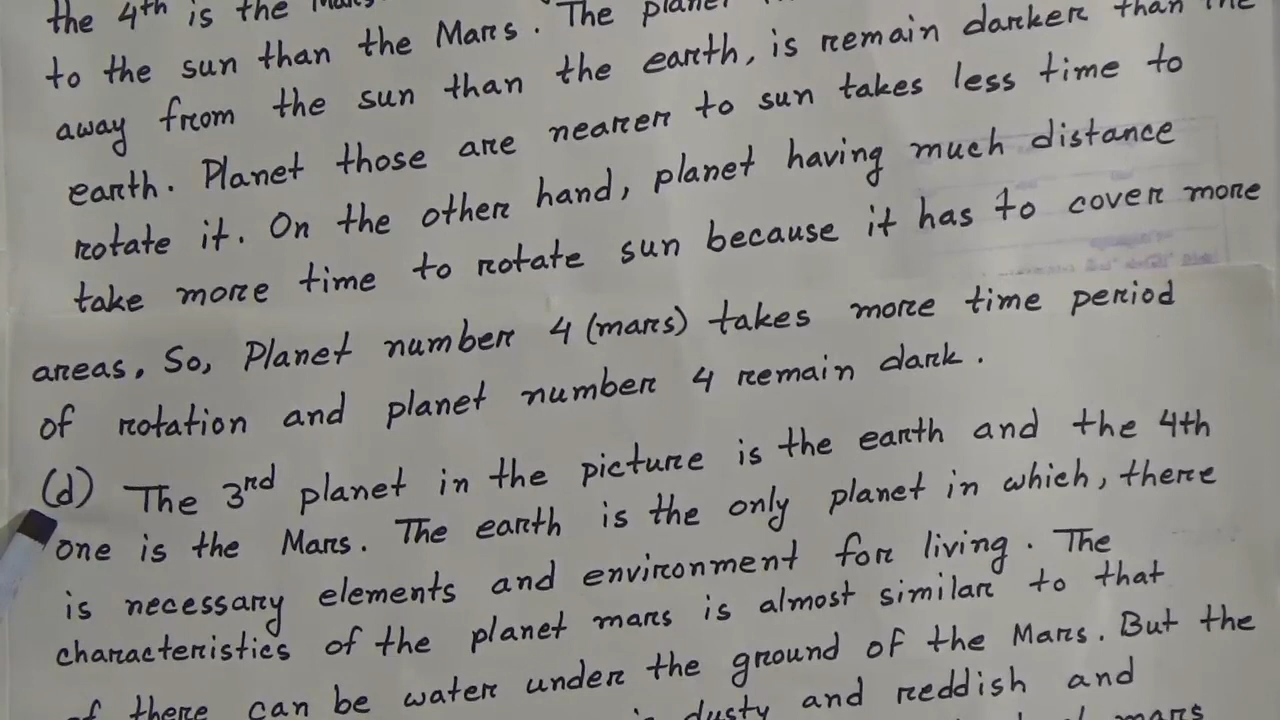 the 4th is the Mars.
to the sun than the Mars. The planet
away from the sun than the earth, is remain darker than the
earth. Planet those are nearer to sun takes less time to
rotate it. On the other hand, planet having much distance
take more time to rotate sun because it has to cover more
areas. So, Planet number 4 (mars) takes more time period
of rotation and planet number 4 remain dark.
(d) The 3rd planet in the picture is the earth and the 4th
one is the Mars. The earth is the only planet in which, there
is necessary elements and environment for living. The
characteristics of the planet mars is almost similar to that
of there can be water under the ground of the Mars. But the
dusty and reddish and
mars